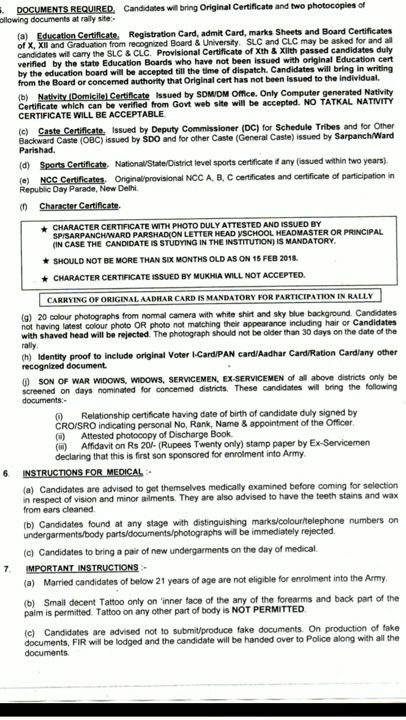 5. DOCUMENTS REQUIRED. Candidates will bring Original Certificate and two photocopies of
following documents at rally site:-
(a) Education Certificate. Registration Card, admit Card, marks Sheets and Board Certificates
of X, XII and Graduation from recognized Board & University. SLC and CLC may be asked for and all
candidates will carry the SLC & CLC. Provisional Certificate of Xth & XIIth passed candidates duly
verified by the state Education Boards who have not been issued with original Education cert
by the education board will be accepted till the time of dispatch. Candidates will bring in writing
from the Board or concerned authority that Original cert has not been issued to the individual.
(b) Nativity (Domicile) Certificate Issued by SDM/DM Office. Only Computer generated Nativity
Certificate which can be verified from Govt web site will be accepted. NO TATKAL NATIVITY
CERTIFICATE WILL BE ACCEPTABLE.
(c) Caste Certificate. Issued by Deputy Commissioner (DC) for Schedule Tribes and for Other
Backward Caste (OBC) issued by SDO and for other Caste (General Caste) issued by Sarpanch/Ward
Parishad.
(d) Sports Certificate. National/State/District level sports certificate if any (issued within two years).
(e) NCC Certificates. Original/provisional NCC A, B, C certificates and certificate of participation in
Republic Day Parade, New Delhi.
(f) Character Certificate.
★ CHARACTER CERTIFICATE WITH PHOTO DULY ATTESTED AND ISSUED BY
SP/SARPANCH/WARD PARSHAD(ON LETTER HEAD )/SCHOOL HEADMASTER OR PRINCIPAL
(IN CASE THE CANDIDATE IS STUDYING IN THE INSTITUTION) IS MANDATORY.
★ SHOULD NOT BE MORE THAN SIX MONTHS OLD AS ON 15 FEB 2018.
★ CHARACTER CERTIFICATE ISSUED BY MUKHIA WILL NOT ACCEPTED.
CARRYING OF ORIGINAL AADHAR CARD IS MANDATORY FOR PARTICIPATION IN RALLY
(g) 20 colour photographs from normal camera with white shirt and sky blue background. Candidates
not having latest colour photo OR photo not matching their appearance including hair or Candidates
with shaved head will be rejected. The photograph should not be older than 30 days on the date of the
rally.
(h) Identity proof to include original Voter I-Card/PAN card/Aadhar Card/Ration Card/any other
recognized document.
(j) SON OF WAR WIDOWS, WIDOWS, SERVICEMEN, EX-SERVICEMEN of all above districts only be
screened on days nominated for concerned districts. These candidates will bring the following
documents:-
(i) Relationship certificate having date of birth of candidate duly signed by
CRO/SRO indicating personal No, Rank, Name & appointment of the Officer.
(ii) Attested photocopy of Discharge Book.
(iii) Affidavit on Rs 20/- (Rupees Twenty only) stamp paper by Ex-Servicemen
declaring that this is first son sponsored for enrolment into Army.
6. INSTRUCTIONS FOR MEDICAL :-
(a) Candidates are advised to get themselves medically examined before coming for selection
in respect of vision and minor ailments. They are also advised to have the teeth stains and wax
from ears cleaned.
(b) Candidates found at any stage with distinguishing marks/colour/telephone numbers on
undergarments/body parts/documents/photographs will be immediately rejected.
(c) Candidates to bring a pair of new undergarments on the day of medical.
7. IMPORTANT INSTRUCTIONS :-
(a) Married candidates of below 21 years of age are not eligible for enrolment into the Army.
(b) Small decent Tattoo only on 'inner face of the any of the forearms and back part of the
palm is permitted. Tattoo on any other part of body is NOT PERMITTED.
(c) Candidates are advised not to submit/produce fake documents. On production of fake
documents, FIR will be lodged and the candidate will be handed over to Police along with all the
documents.